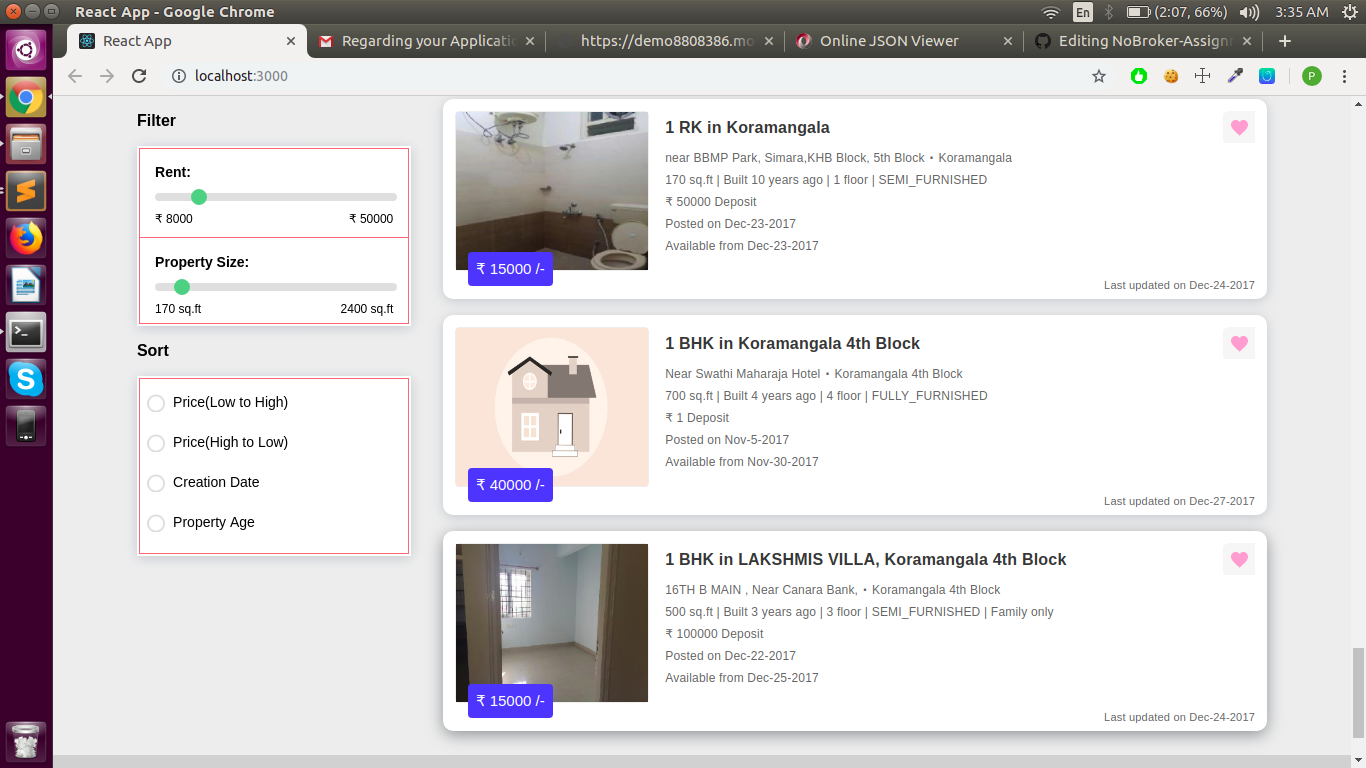 React App - Google Chrome
En
(2:07, 66%)
3:35 AM
React App
Regarding your Applicati
https://demo8808386.mo
Online JSON Viewer
Editing NoBroker-Assign
localhost:3000
P
Filter
Rent:
₹ 8000
₹ 50000
Property Size:
170 sq.ft
2400 sq.ft
Sort
Price(Low to High)
Price(High to Low)
Creation Date
Property Age
1 RK in Koramangala
near BBMP Park, Simara,KHB Block, 5th Block • Koramangala
170 sq.ft | Built 10 years ago | 1 floor | SEMI_FURNISHED
₹ 50000 Deposit
Posted on Dec-23-2017
Available from Dec-23-2017
₹ 15000 /-
Last updated on Dec-24-2017
1 BHK in Koramangala 4th Block
Near Swathi Maharaja Hotel • Koramangala 4th Block
700 sq.ft | Built 4 years ago | 4 floor | FULLY_FURNISHED
₹ 1 Deposit
Posted on Nov-5-2017
Available from Nov-30-2017
₹ 40000 /-
Last updated on Dec-27-2017
1 BHK in LAKSHMIS VILLA, Koramangala 4th Block
16TH B MAIN , Near Canara Bank, • Koramangala 4th Block
500 sq.ft | Built 3 years ago | 3 floor | SEMI_FURNISHED | Family only
₹ 100000 Deposit
Posted on Dec-22-2017
Available from Dec-25-2017
₹ 15000 /-
Last updated on Dec-24-2017